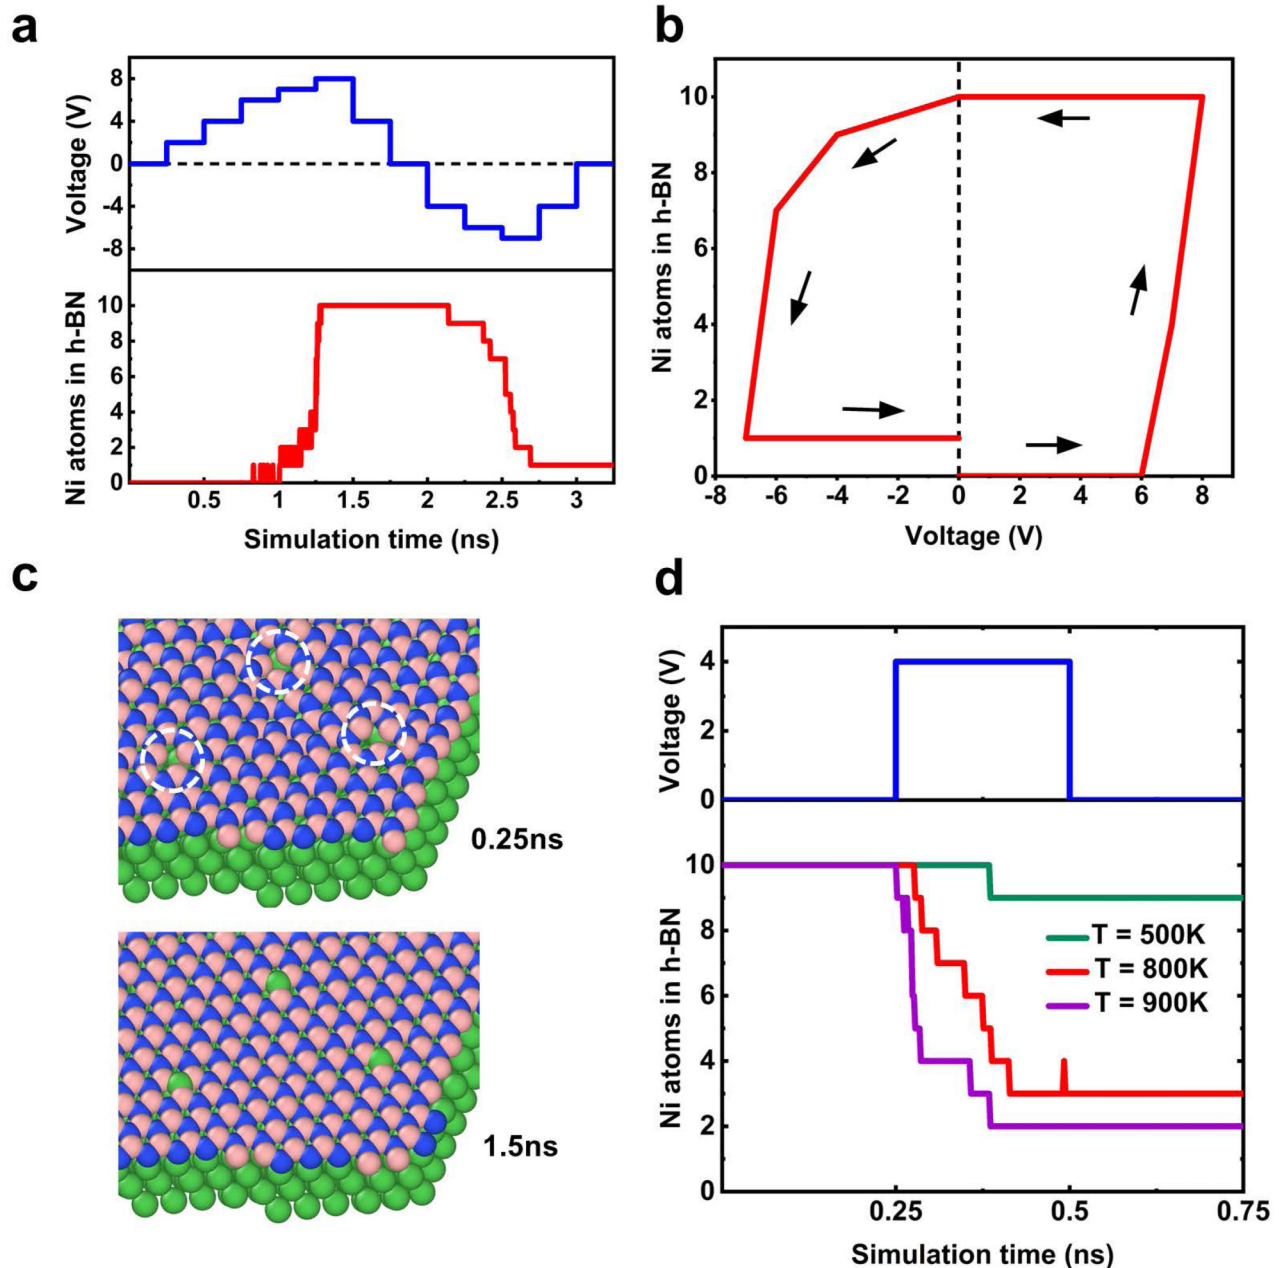 a
8
4
0
-4
-8
Voltage (V)
10
8
6
4
2
0
Ni atoms in h-BN
0.5 1 1.5 2 2.5 3
Simulation time (ns)
b
10
8
6
4
2
0
Ni atoms in h-BN
-8 -6 -4 -2 0 2 4 6 8
Voltage (V)
c
0.25ns
1.5ns
d
4
2
0
Voltage (V)
10
8
6
4
2
0
Ni atoms in h-BN
T = 500K
T = 800K
T = 900K
0.25 0.5 0.75
Simulation time (ns)